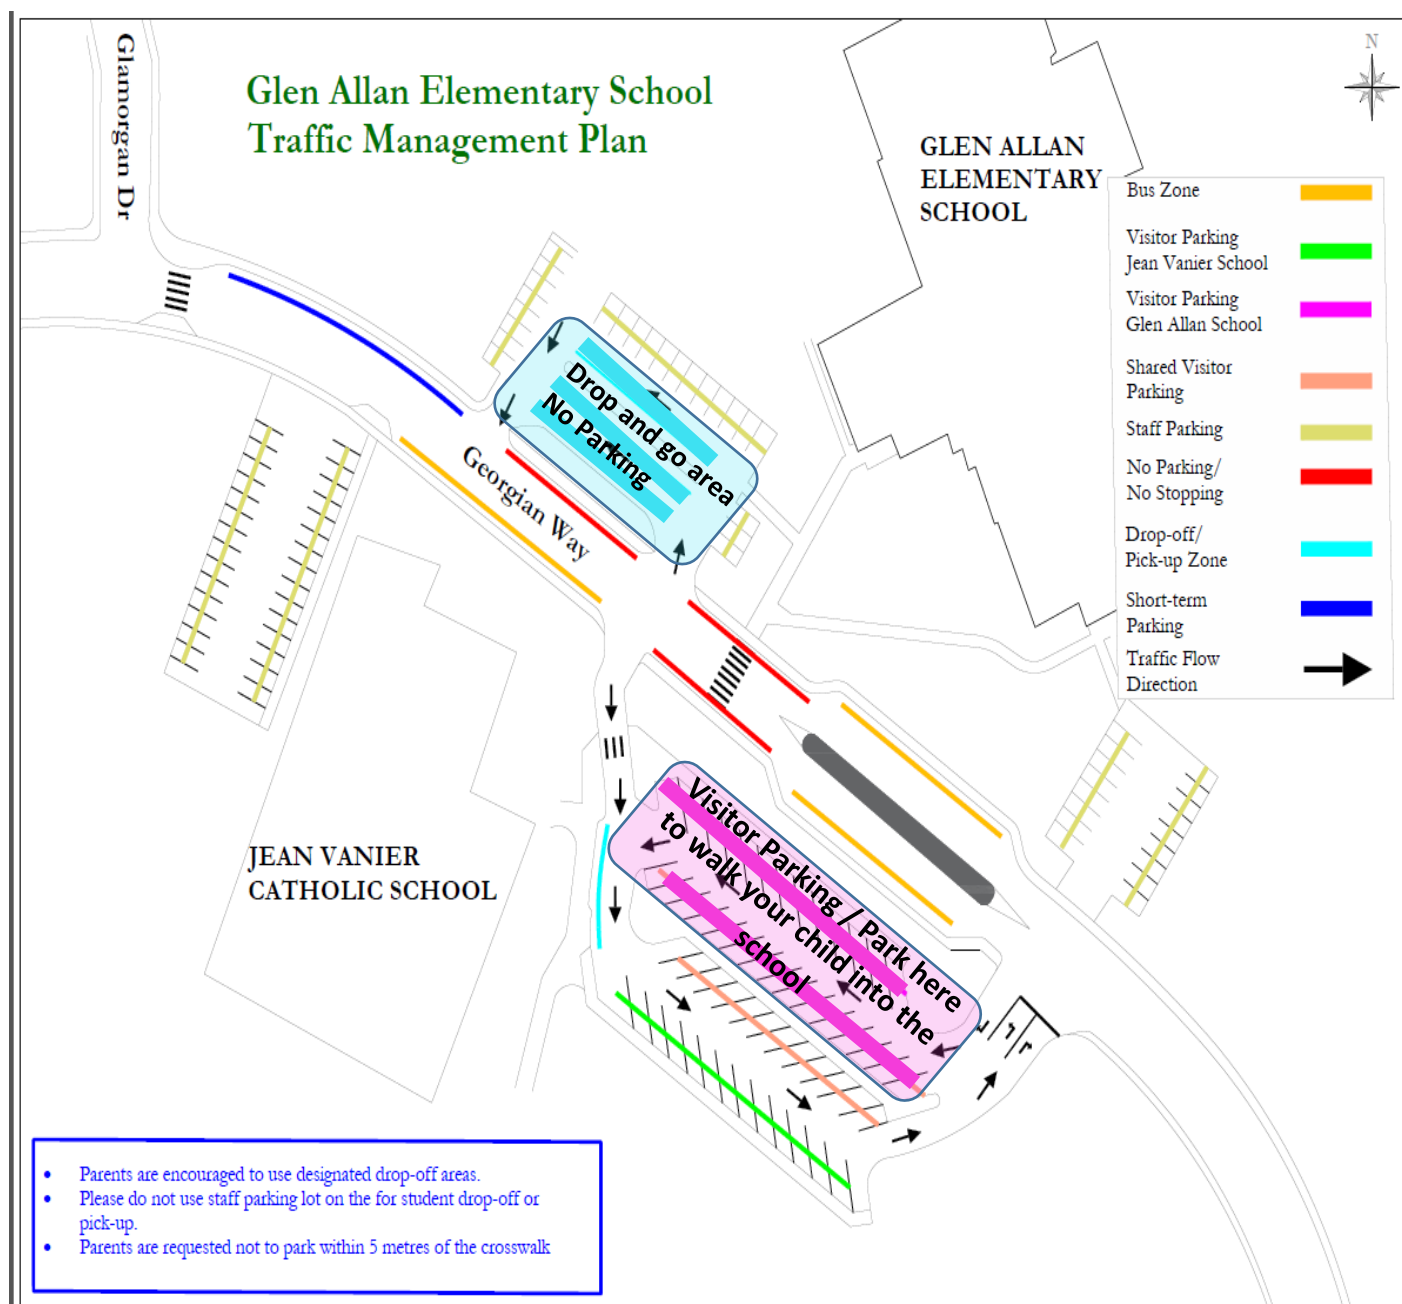 Glamorgan Dr
Glen Allan Elementary School
Traffic Management Plan
N
GLEN ALLAN
ELEMENTARY
SCHOOL
Bus Zone
Visitor Parking
Jean Vanier School
Visitor Parking
Glen Allan School
Shared Visitor
Parking
Staff Parking
No Parking/
No Stopping
Drop-off/
Pick-up Zone
Short-term
Parking
Traffic Flow
Direction
Drop and go area
No Parking
Georgian Way
Visitor Parking / Park here
to walk your child into the
school
JEAN VANIER
CATHOLIC SCHOOL
• Parents are encouraged to use designated drop-off areas.
• Please do not use staff parking lot on the for student drop-off or
pick-up.
• Parents are requested not to park within 5 metres of the crosswalk